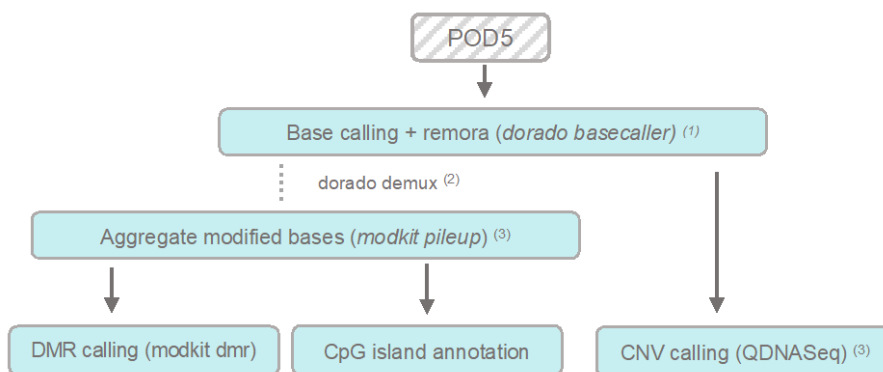 POD5
Base calling + remora (dorado basecaller) (1)
dorado demux (2)
Aggregate modified bases (modkit pileup) (3)
DMR calling (modkit dmr)
CpG island annotation
CNV calling (QDNASeq) (3)